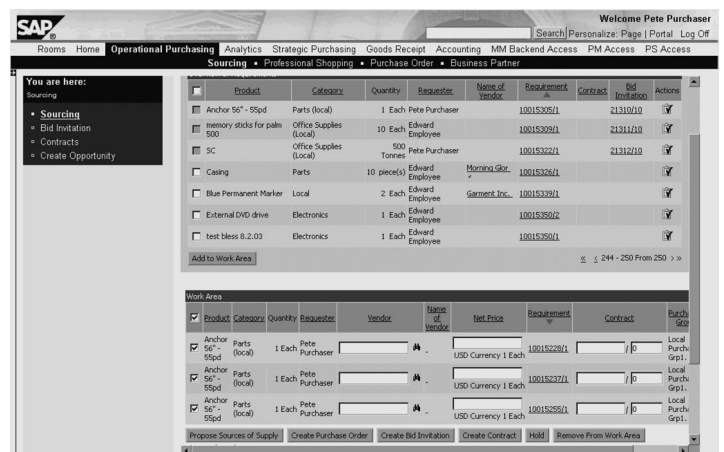 SAP
Welcome Pete Purchaser
Search Personalize: Page | Portal Log Off
Rooms Home Operational Purchasing Analytics Strategic Purchasing Goods Receipt Accounting MM Backend Access PM Access PS Access
Sourcing Professional Shopping Purchase Order Business Partner
You are here:
Sourcing
Sourcing
Bid Invitation
Contracts
Create Opportunity
Product Category Quantity Requester Name of Vendor Requirement Contract Bid Invitation Actions
Anchor 56" - 55pd Parts (local) 1 Each Pete Purchaser 10015305/1 21310/10
memory sticks for palm 500 Office Supplies (Local) 10 Each Edward Employee 10015309/1 21311/10
SC Office Supplies (Local) 500 Tonnes Pete Purchaser 10015322/1 21312/10
Casing Parts 10 piece(s) Edward Employee Morning Glor 10015326/1
Blue Permanent Marker Local 2 Each Edward Employee Garment Inc. 10015339/1
External DVD drive Electronics 1 Each Edward Employee 10015350/2
test bless 8.2.03 Electronics 1 Each Edward Employee 10015350/1
Add to Work Area
« ‹ 244 - 250 From 250 › »
Work Area
Product Category Quantity Requester Vendor Name of Vendor Net Price Requirement Contract Purcha Grou
Anchor 56" - 55pd Parts (local) 1 Each Pete Purchaser - USD Currency 1 Each 10015228/1 / 0 Local Purcha Grp1.
Anchor 56" - 55pd Parts (local) 1 Each Pete Purchaser - USD Currency 1 Each 10015237/1 / 0 Local Purcha Grp1.
Anchor 56" - 55pd Parts (local) 1 Each Pete Purchaser - USD Currency 1 Each 10015255/1 / 0 Local Purcha Grp1.
Propose Sources of Supply Create Purchase Order Create Bid Invitation Create Contract Hold Remove From Work Area